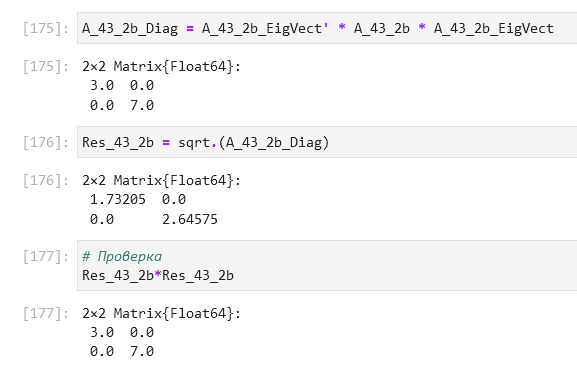 [175]: A_43_2b_Diag = A_43_2b_EigVect' * A_43_2b * A_43_2b_EigVect
[175]: 2×2 Matrix{Float64}:
3.0 0.0
0.0 7.0
[176]: Res_43_2b = sqrt.(A_43_2b_Diag)
[176]: 2×2 Matrix{Float64}:
1.73205 0.0
0.0 2.64575
[177]: # Проверка
Res_43_2b*Res_43_2b
[177]: 2×2 Matrix{Float64}:
3.0 0.0
0.0 7.0